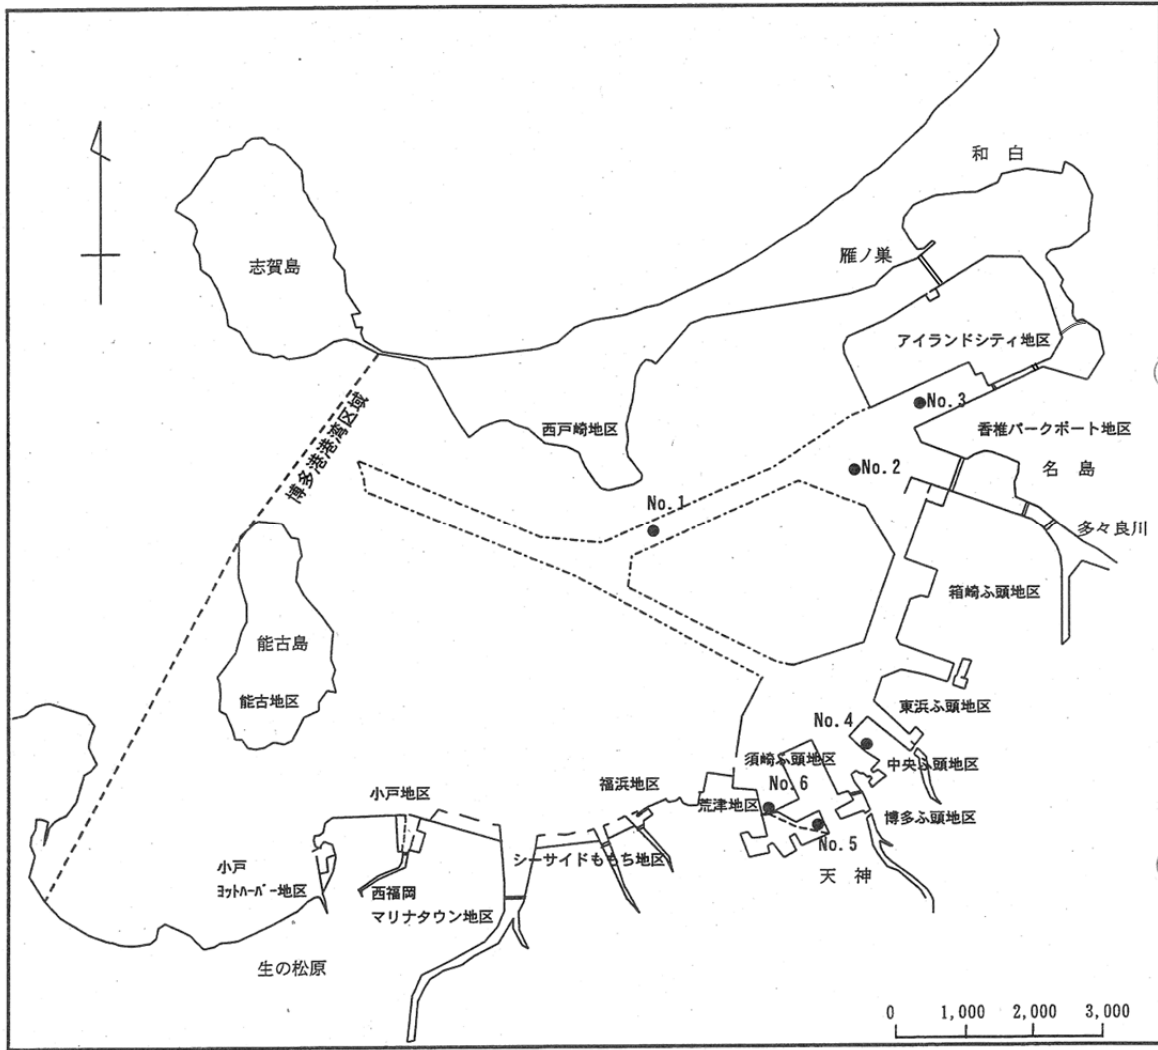 和白
雁ノ巣
志賀島
アイランドシティ地区
No.3
博多港港湾区域
西戸崎地区
香椎パークポート地区
No.2
名島
No.1
多々良川
箱崎ふ頭地区
能古島
能古地区
東浜ふ頭地区
No.4
須崎ふ頭地区
中央ふ頭地区
福浜地区
No.6
小戸地区
荒津地区
博多ふ頭地区
No.5
シーサイドももち地区
小戸
ヨットハーバー地区
西福岡
マリナタウン地区
天神
生の松原
0 1,000 2,000 3,000